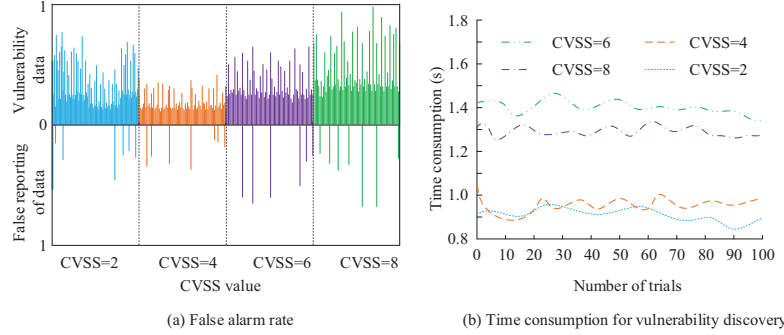 1
Vulnerability
data
0
False reporting
of data
1
CVSS=2
CVSS=4
CVSS=6
CVSS=8
CVSS value
(a) False alarm rate
1.8
1.6
1.4
1.2
1.0
0.8
Time consumption (s)
CVSS=6
CVSS=4
CVSS=8
CVSS=2
0 10 20 30 40 50 60 70 80 90 100
Number of trials
(b) Time consumption for vulnerability discovery